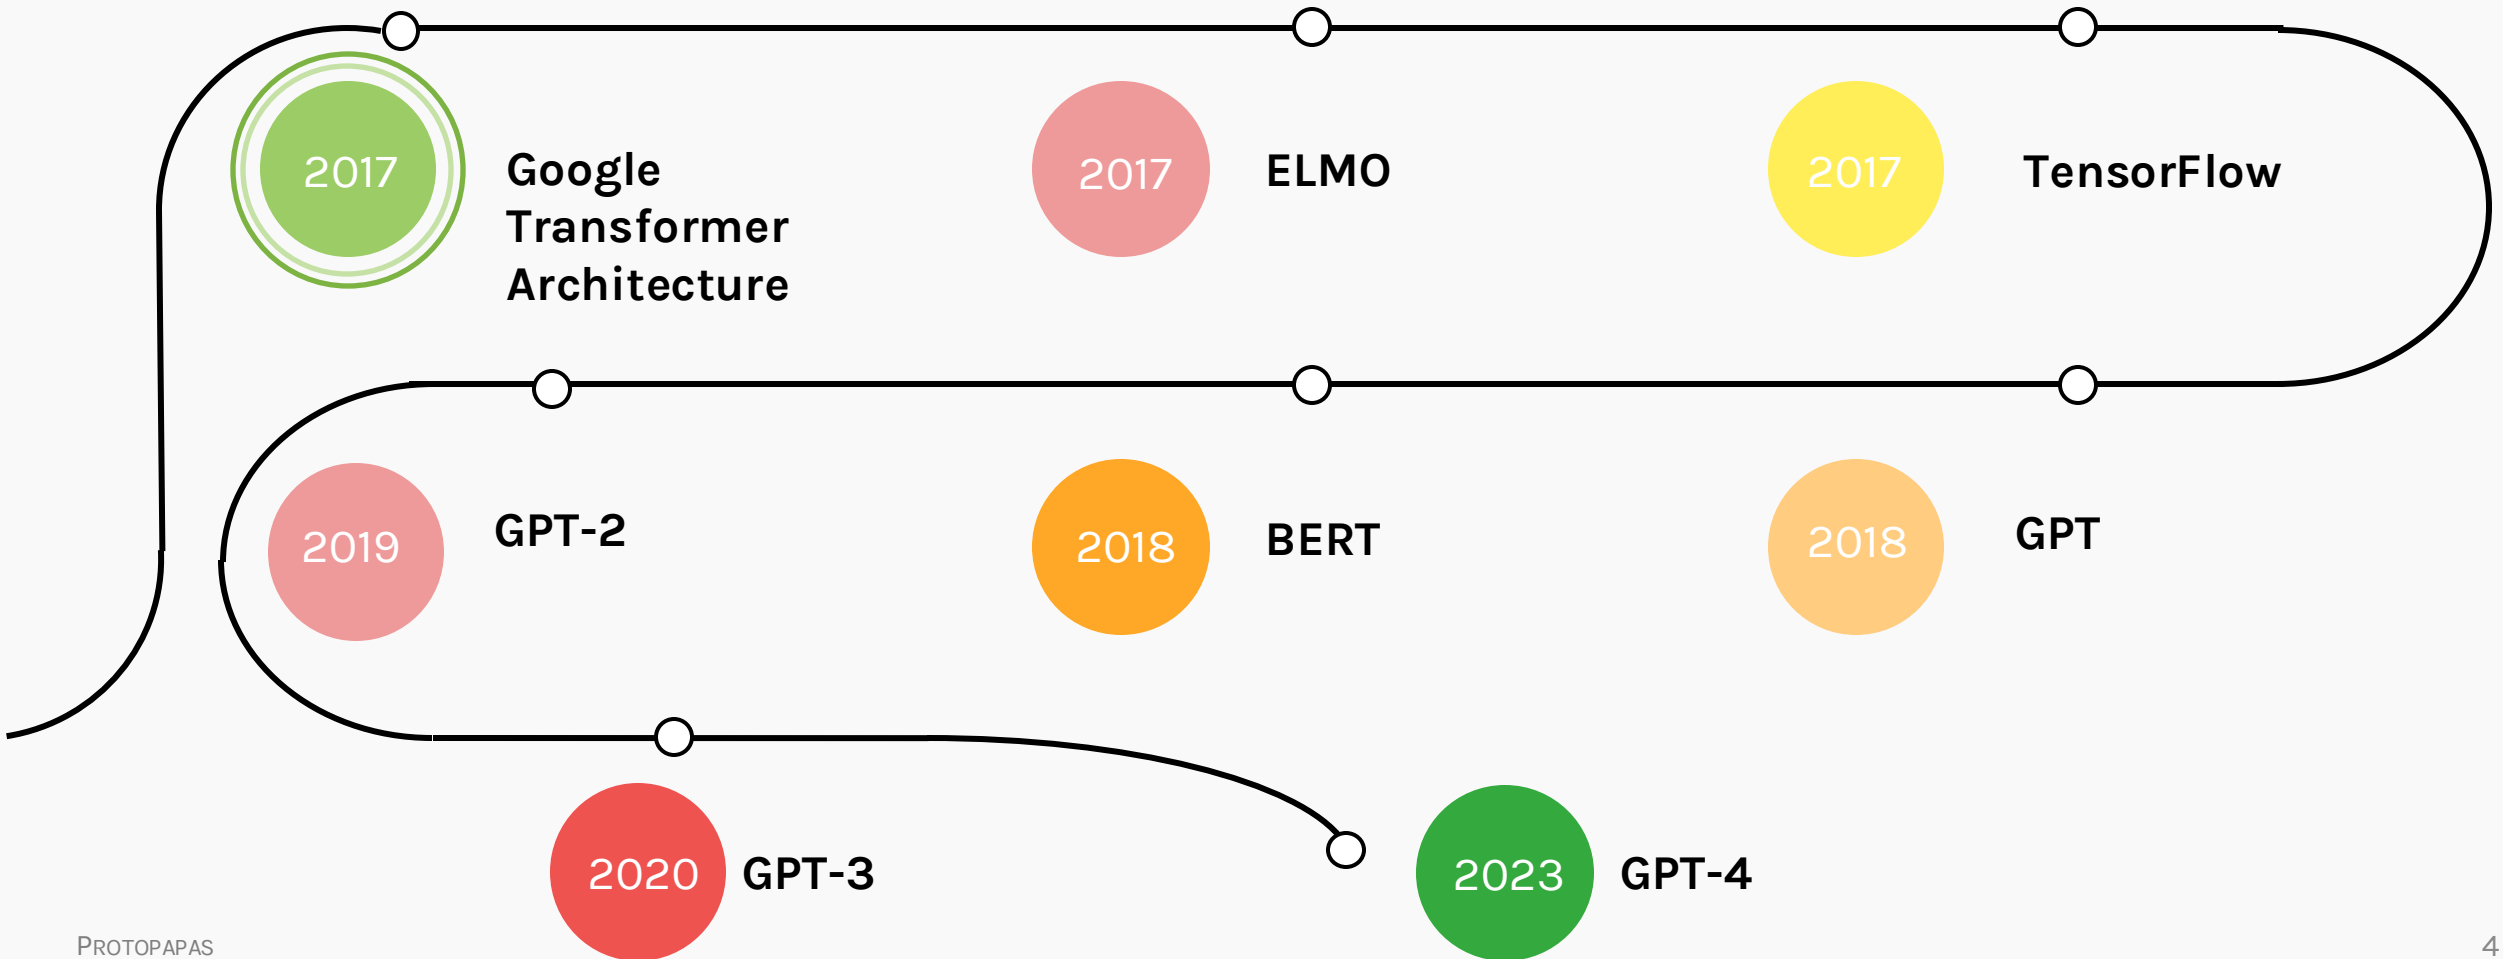 2017
Google
Transformer
Architecture
2017
ELMO
2017
TensorFlow
2019
GPT-2
2018
BERT
2018
GPT
2020
GPT-3
2023
GPT-4
PROTOPAPAS
4